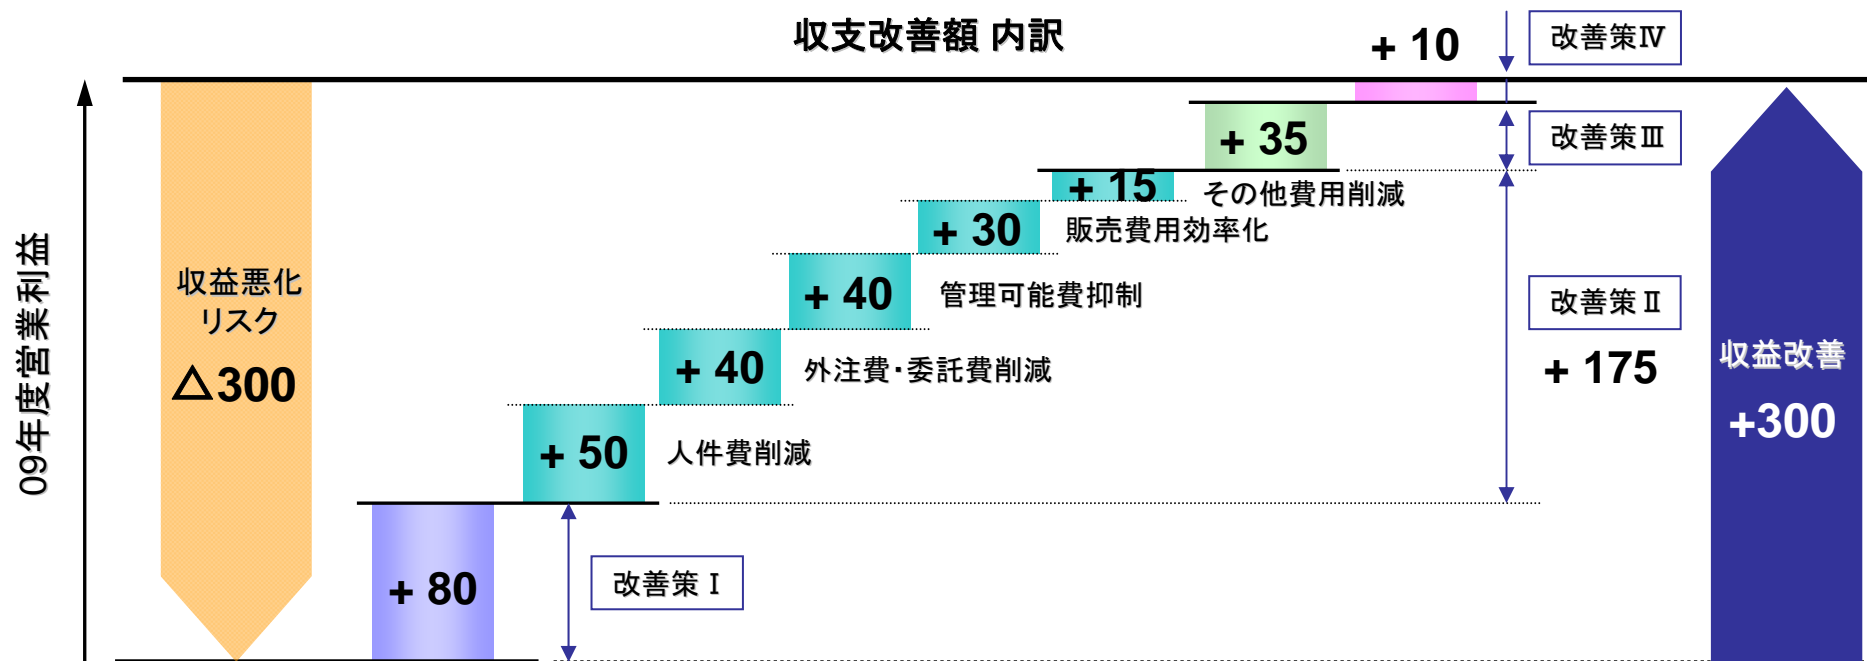 収支改善額 内訳
+ 10
改善策Ⅳ
+ 35
改善策Ⅲ
+ 15
その他費用削減
+ 30
販売費用効率化
09年度営業利益
収益悪化
リスク
△300
+ 40
管理可能費抑制
改善策Ⅱ
+ 175
+ 40
外注費・委託費削減
収益改善
+300
+ 50
人件費削減
+ 80
改善策Ⅰ